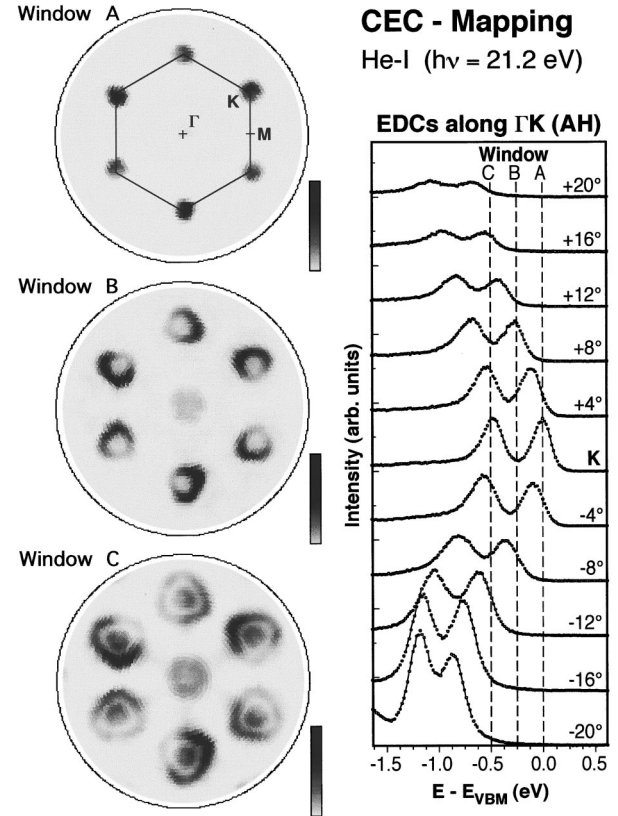 Window A
Γ
K
M
Window B
Window C
CEC - Mapping
He-I (hν = 21.2 eV)
EDCs along ΓK (AH)
Window
C B A
+20°
+16°
+12°
+8°
+4°
K
-4°
-8°
-12°
-16°
-20°
Intensity (arb. units)
-1.5 -1.0 -0.5 0.0 0.5
E - E_VBM (eV)